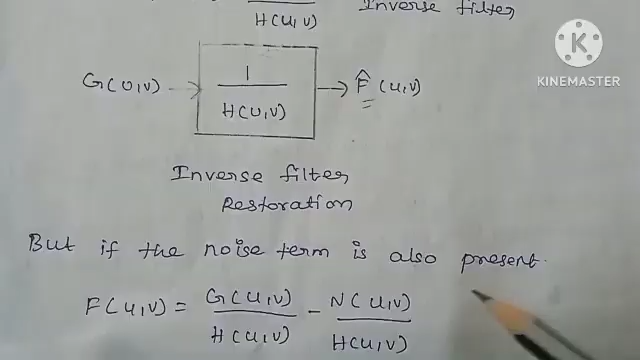 H(U,V) Inverse filter
G(U,V) → 1 / H(U,V) → F̂(U,V)
KINEMASTER
Inverse filter
Restoration
But if the noise term is also present.
F(U,V) = G(U,V) / H(U,V) - N(U,V) / H(U,V)